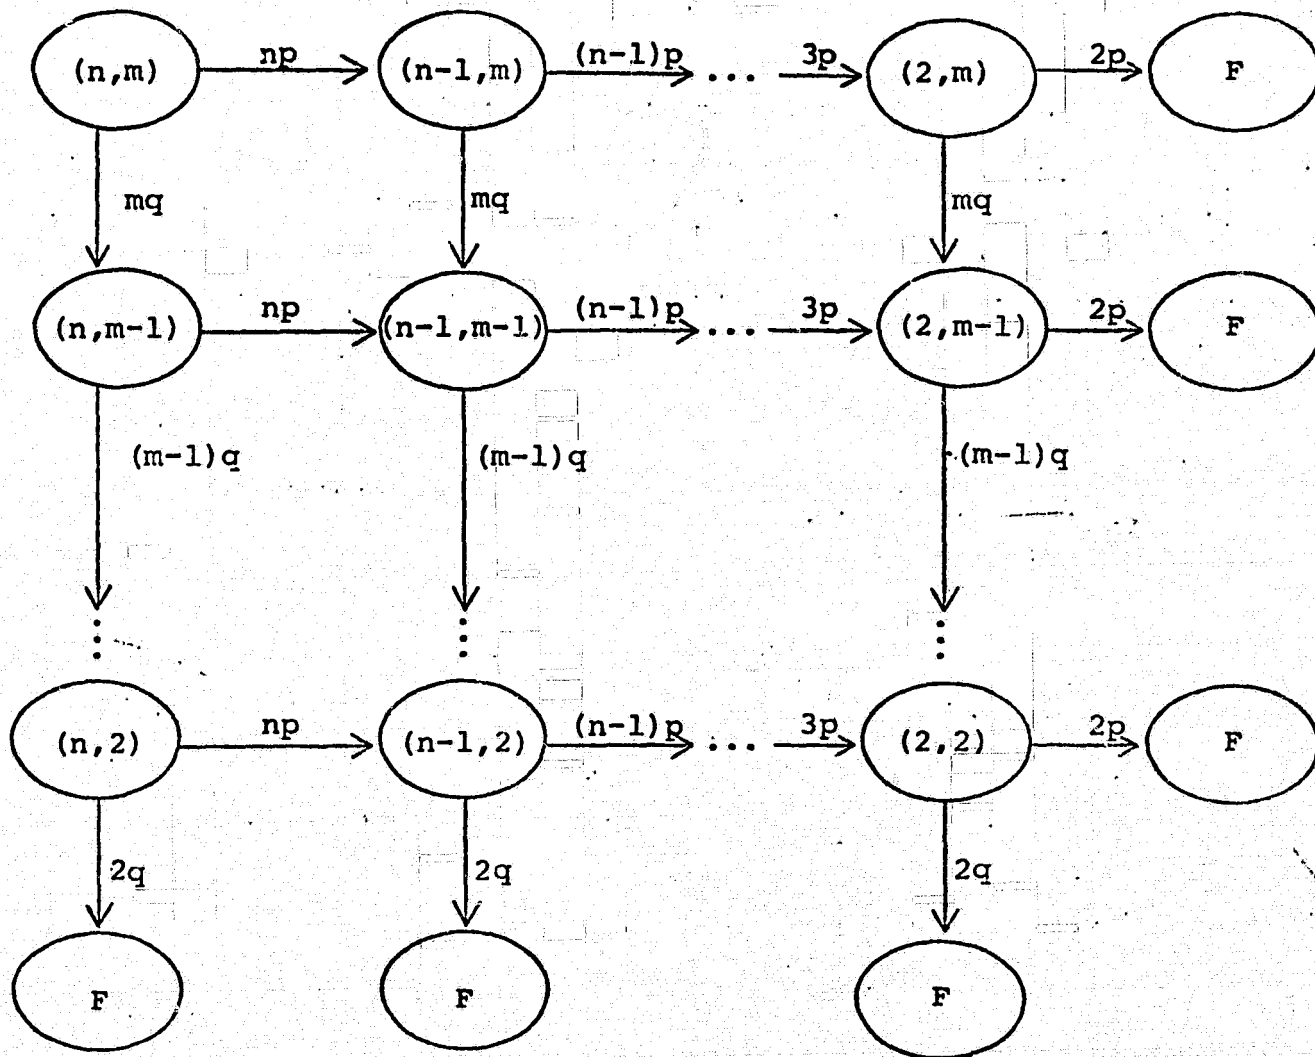 (n,m) np (n-1,m) (n-1)p ... 3p (2,m) 2p F
mq mq mq
(n,m-1) np (n-1,m-1) (n-1)p ... 3p (2,m-1) 2p F
(m-1)q (m-1)q (m-1)q
(n,2) np (n-1,2) (n-1)p ... 3p (2,2) 2p F
2q 2q 2q
F F F